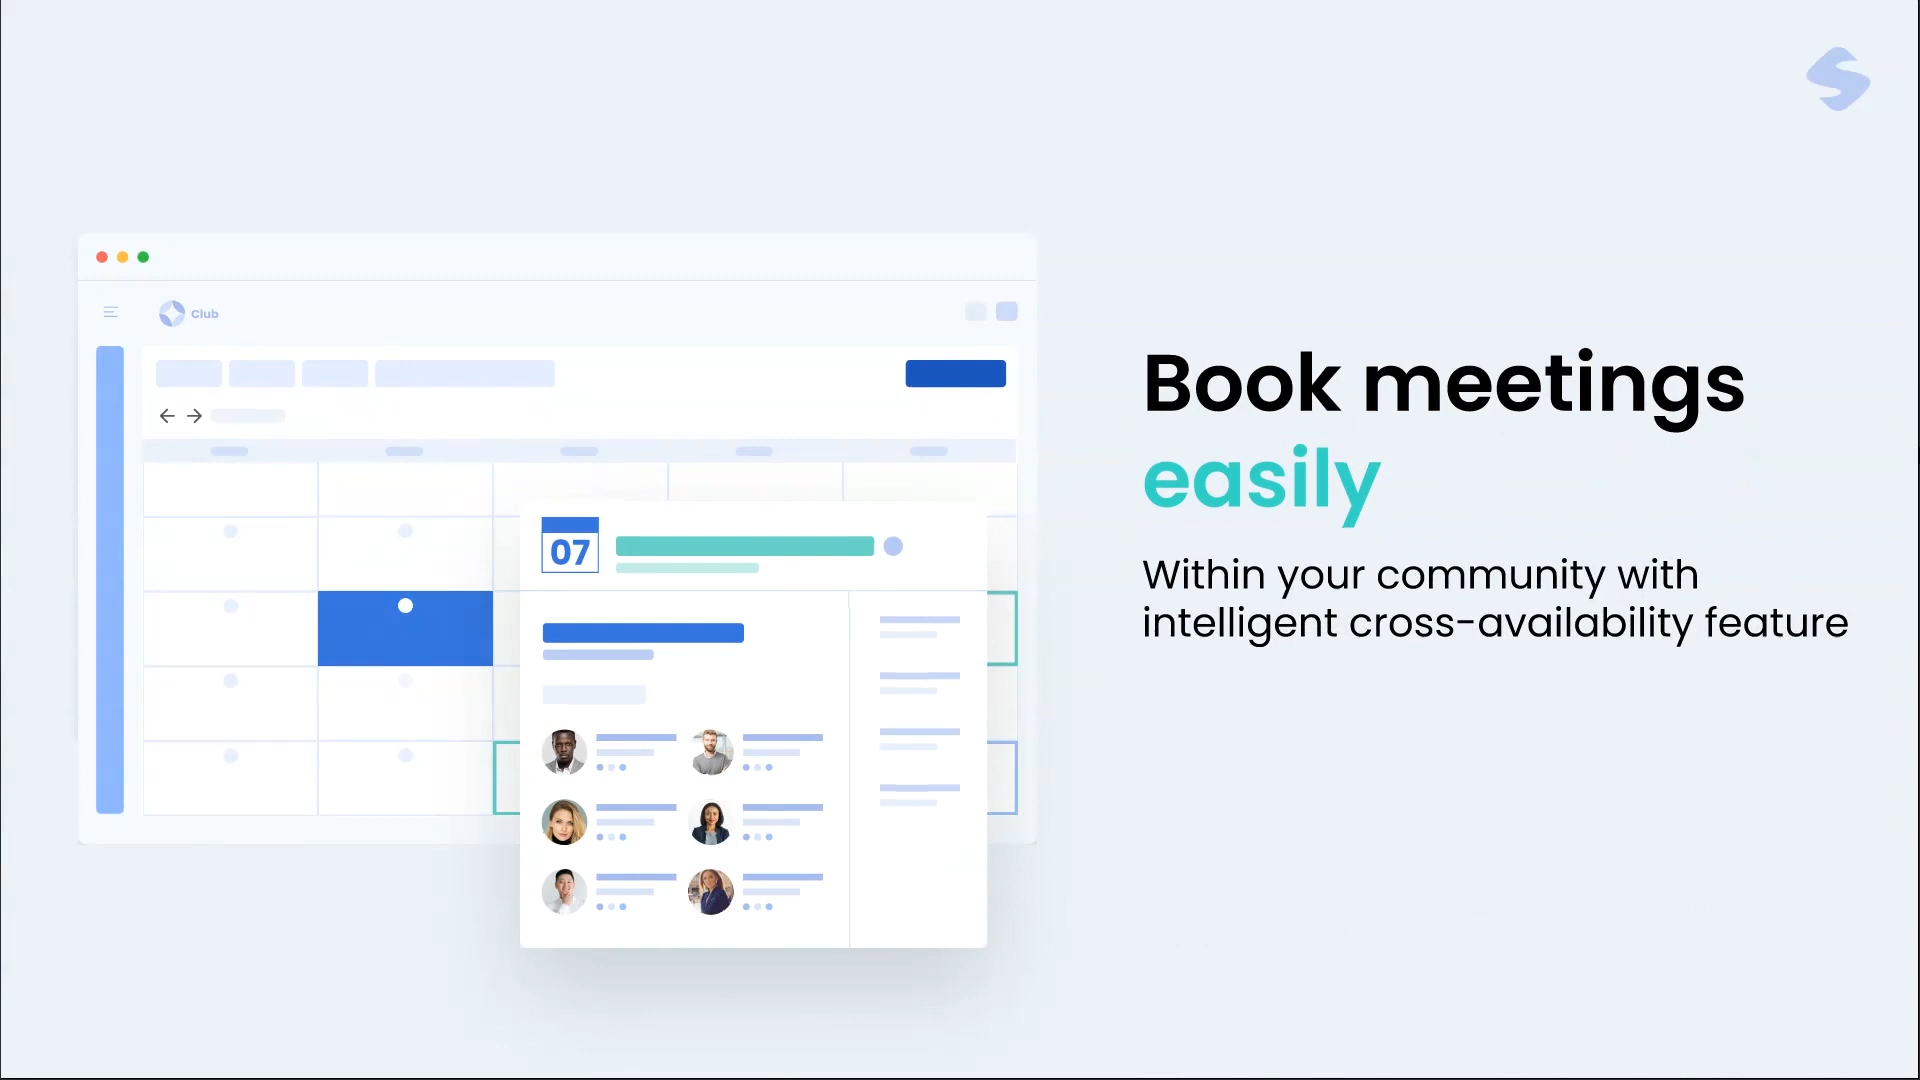 Club
07
Book meetings
easily
Within your community with
intelligent cross-availability feature